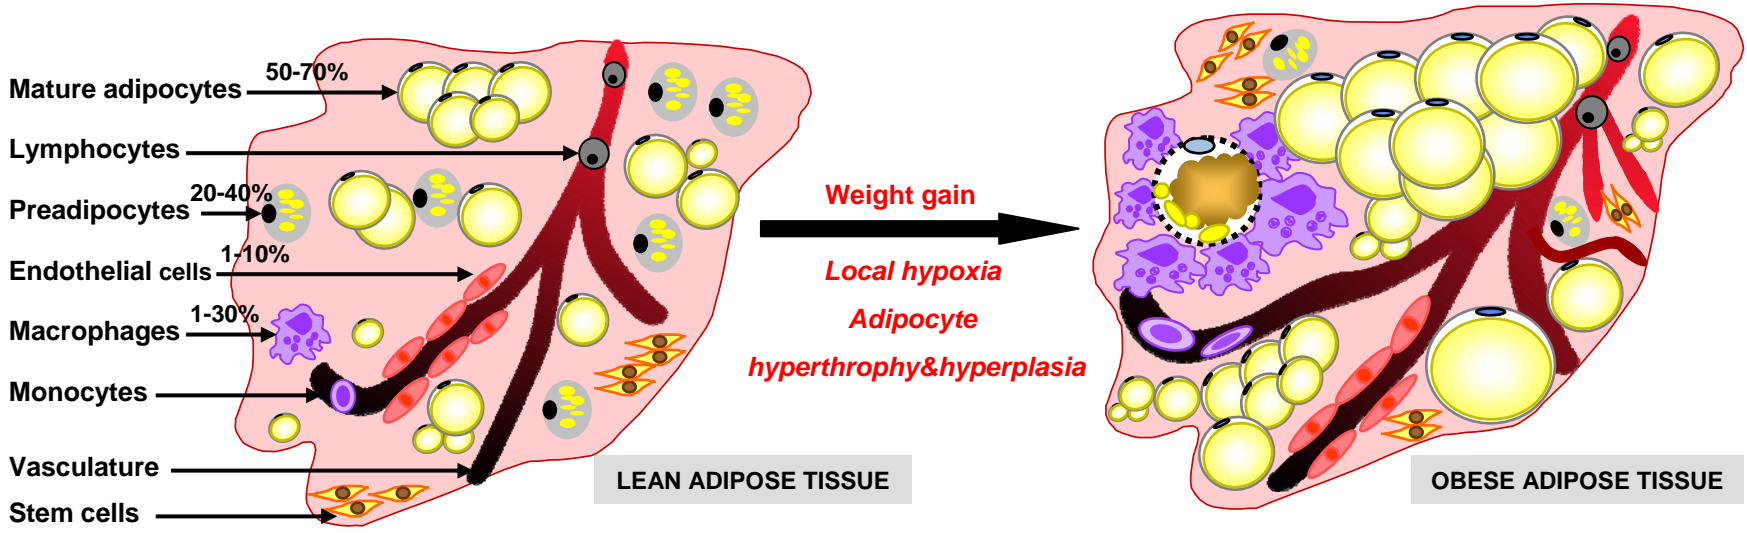 50-70%
Mature adipocytes
Lymphocytes
20-40%
Preadipocytes
1-10%
Endothelial cells
1-30%
Macrophages
Monocytes
Vasculature
Stem cells
LEAN ADIPOSE TISSUE
Weight gain
Local hypoxia
Adipocyte
hyperthrophy&hyperplasia
OBESE ADIPOSE TISSUE